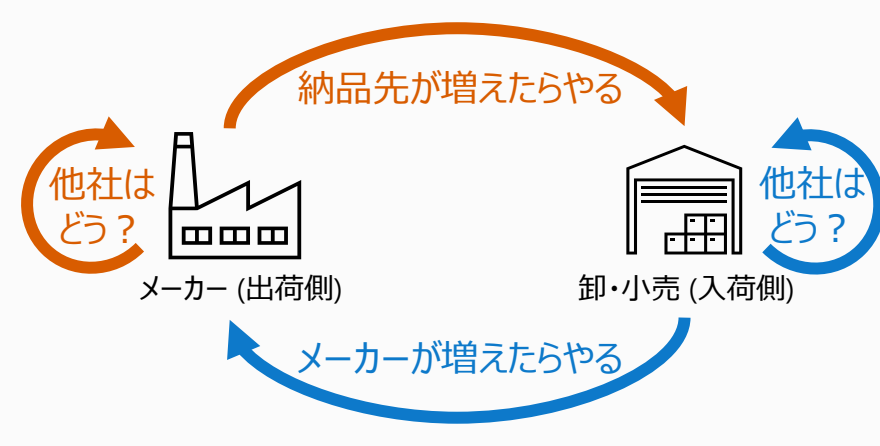 納品先が増えたらやる
他社は
どう？
他社は
どう？
メーカー (出荷側)
卸・小売 (入荷側)
メーカーが増えたらやる